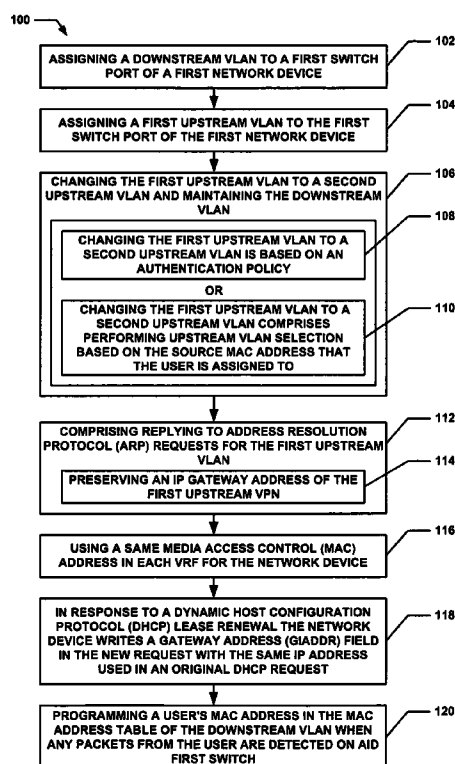 100
ASSIGNING A DOWNSTREAM VLAN TO A FIRST SWITCH
PORT OF A FIRST NETWORK DEVICE
102
ASSIGNING A FIRST UPSTREAM VLAN TO THE FIRST
SWITCH PORT OF THE FIRST NETWORK DEVICE
104
CHANGING THE FIRST UPSTREAM VLAN TO A SECOND
UPSTREAM VLAN AND MAINTAINING THE DOWNSTREAM
VLAN
106
CHANGING THE FIRST UPSTREAM VLAN TO A
SECOND UPSTREAM VLAN IS BASED ON AN
AUTHENTICATION POLICY
108
OR
CHANGING THE FIRST UPSTREAM VLAN TO A
SECOND UPSTREAM VLAN COMPRISES
PERFORMING UPSTREAM VLAN SELECTION
BASED ON THE SOURCE MAC ADDRESS THAT
THE USER IS ASSIGNED TO
110
COMPRISING REPLYING TO ADDRESS RESOLUTION
PROTOCOL (ARP) REQUESTS FOR THE FIRST UPSTREAM
VLAN
112
PRESERVING AN IP GATEWAY ADDRESS OF THE
FIRST UPSTREAM VPN
114
USING A SAME MEDIA ACCESS CONTROL (MAC)
ADDRESS IN EACH VRF FOR THE NETWORK DEVICE
116
IN RESPONSE TO A DYNAMIC HOST CONFIGURATION
PROTOCOL (DHCP) LEASE RENEWAL THE NETWORK
DEVICE WRITES A GATEWAY ADDRESS (GIADDR) FIELD
IN THE NEW REQUEST WITH THE SAME IP ADDRESS
USED IN AN ORIGINAL DHCP REQUEST
118
PROGRAMMING A USER'S MAC ADDRESS IN THE MAC
ADDRESS TABLE OF THE DOWNSTREAM VLAN WHEN
ANY PACKETS FROM THE USER ARE DETECTED ON AID
FIRST SWITCH
120